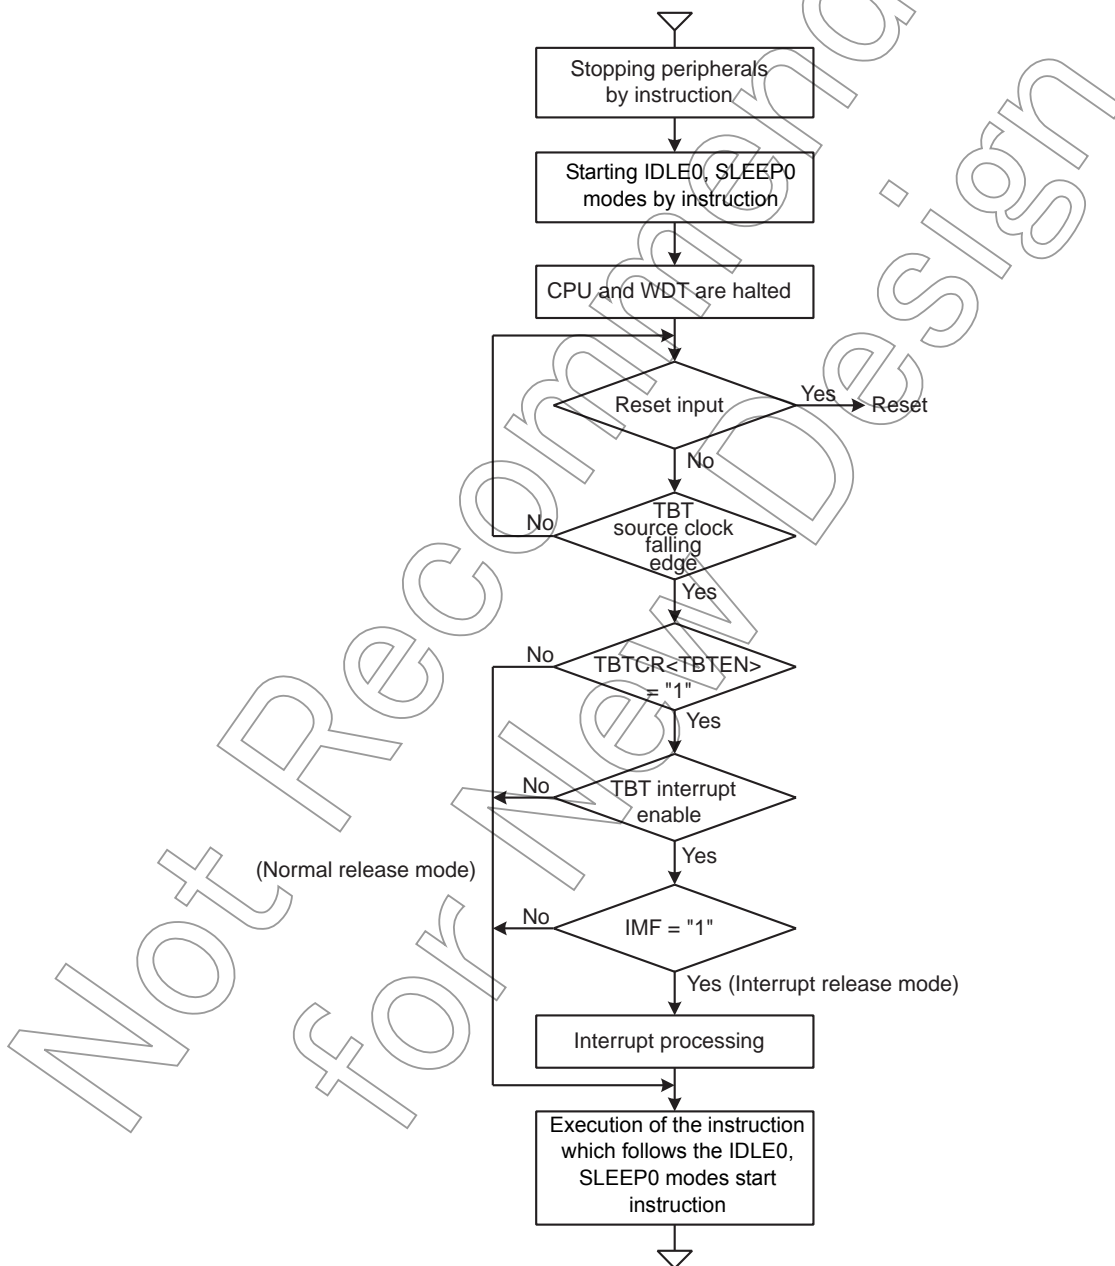 Stopping peripherals
by instruction
Starting IDLE0, SLEEP0
modes by instruction
CPU and WDT are halted
Reset input
Yes
Reset
No
TBT
source clock
falling
edge
No
Yes
TBTCR<TBTEN>
= "1"
No
Yes
TBT interrupt
enable
No
Yes
(Normal release mode)
IMF = "1"
No
Yes (Interrupt release mode)
Interrupt processing
Execution of the instruction
which follows the IDLE0,
SLEEP0 modes start
instruction
Not Recommend
for New Design